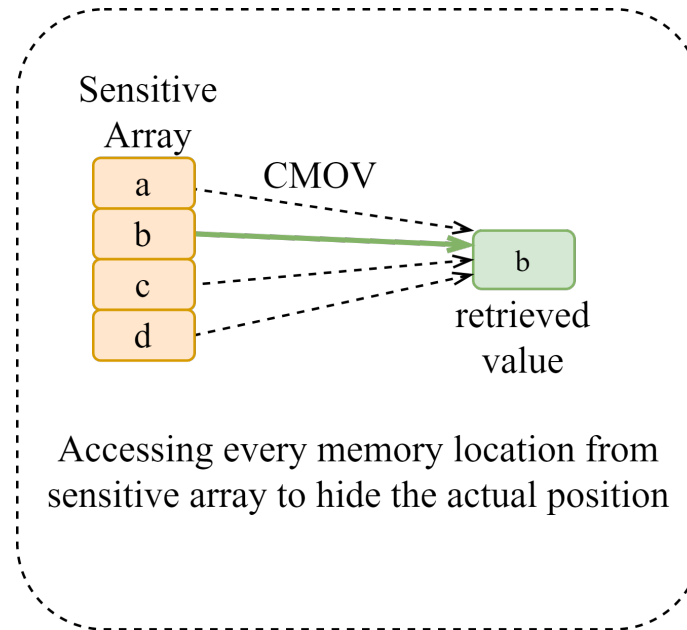 Sensitive
Array
CMOV
a
b
c
d
b
retrieved
value
Accessing every memory location from
sensitive array to hide the actual position